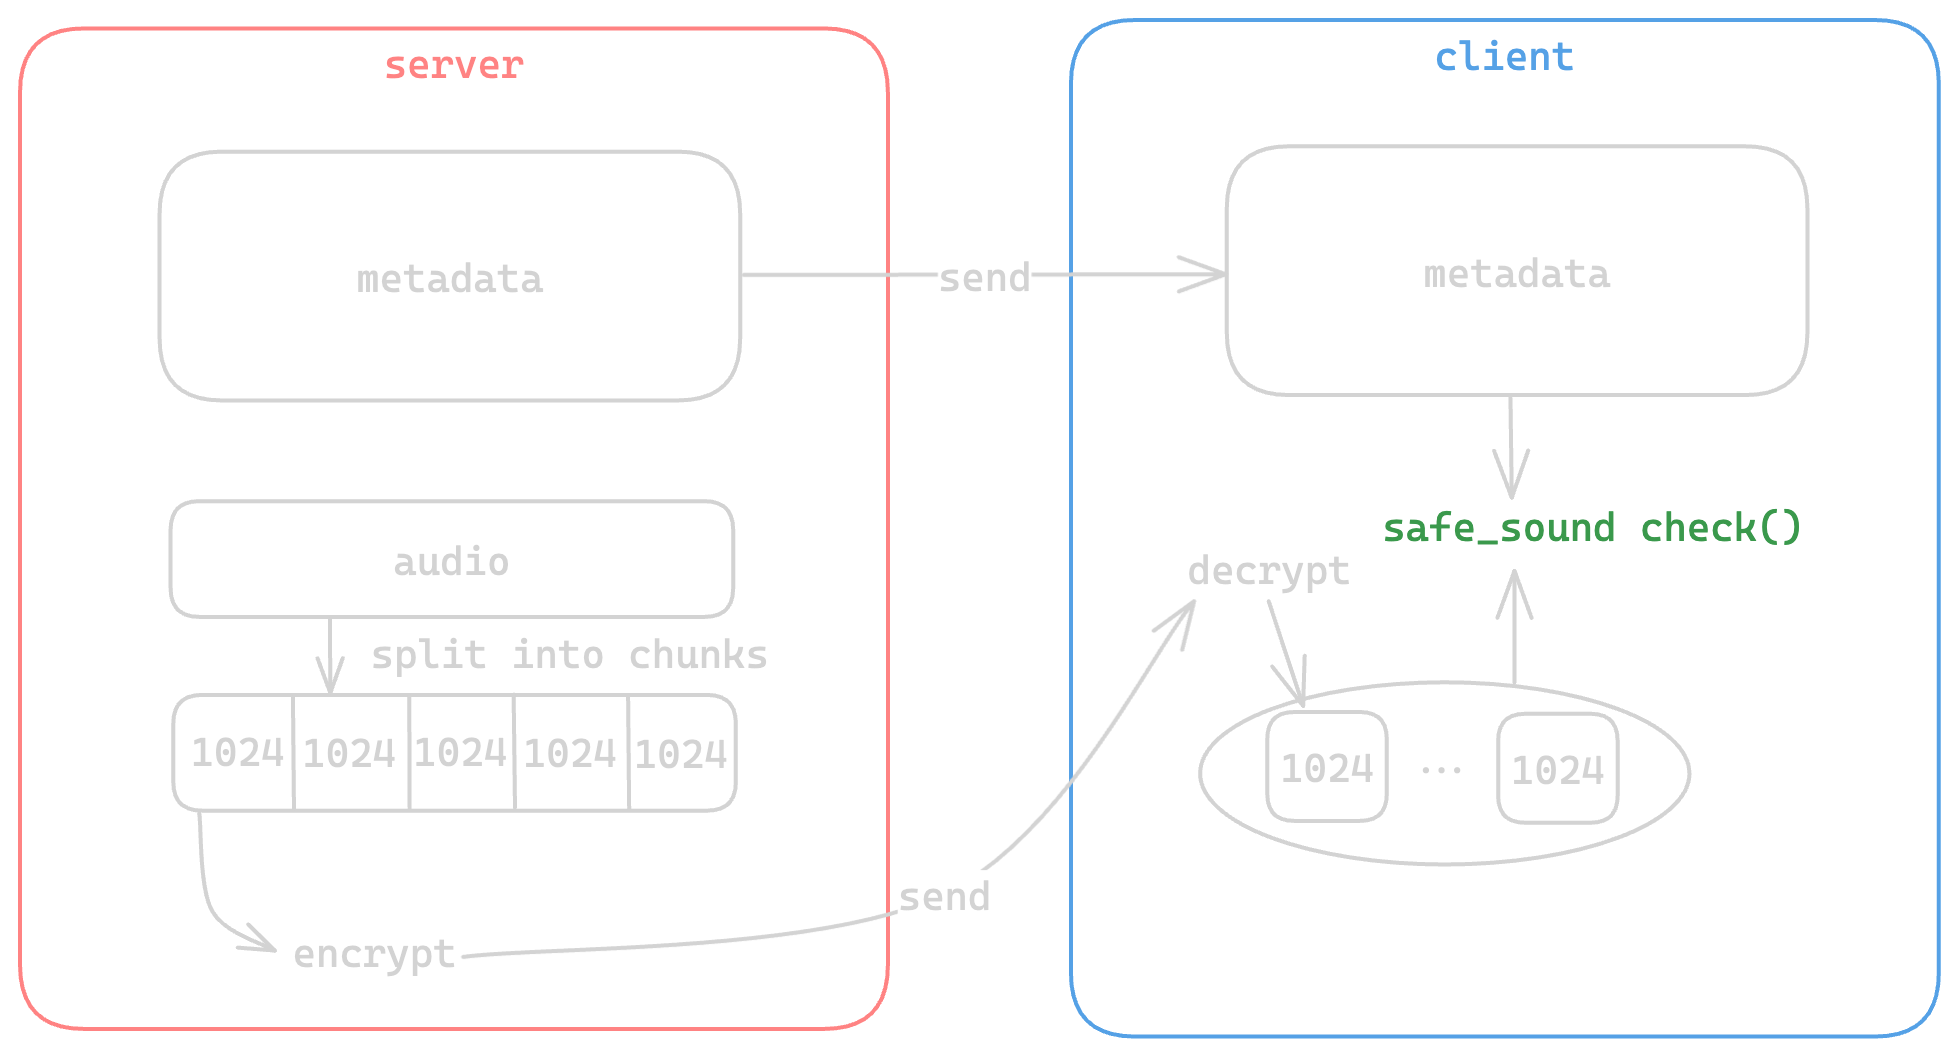 server
metadata
send
audio
split into chunks
1024 1024 1024 1024 1024
encrypt
send
client
metadata
safe_sound check()
decrypt
1024 ... 1024